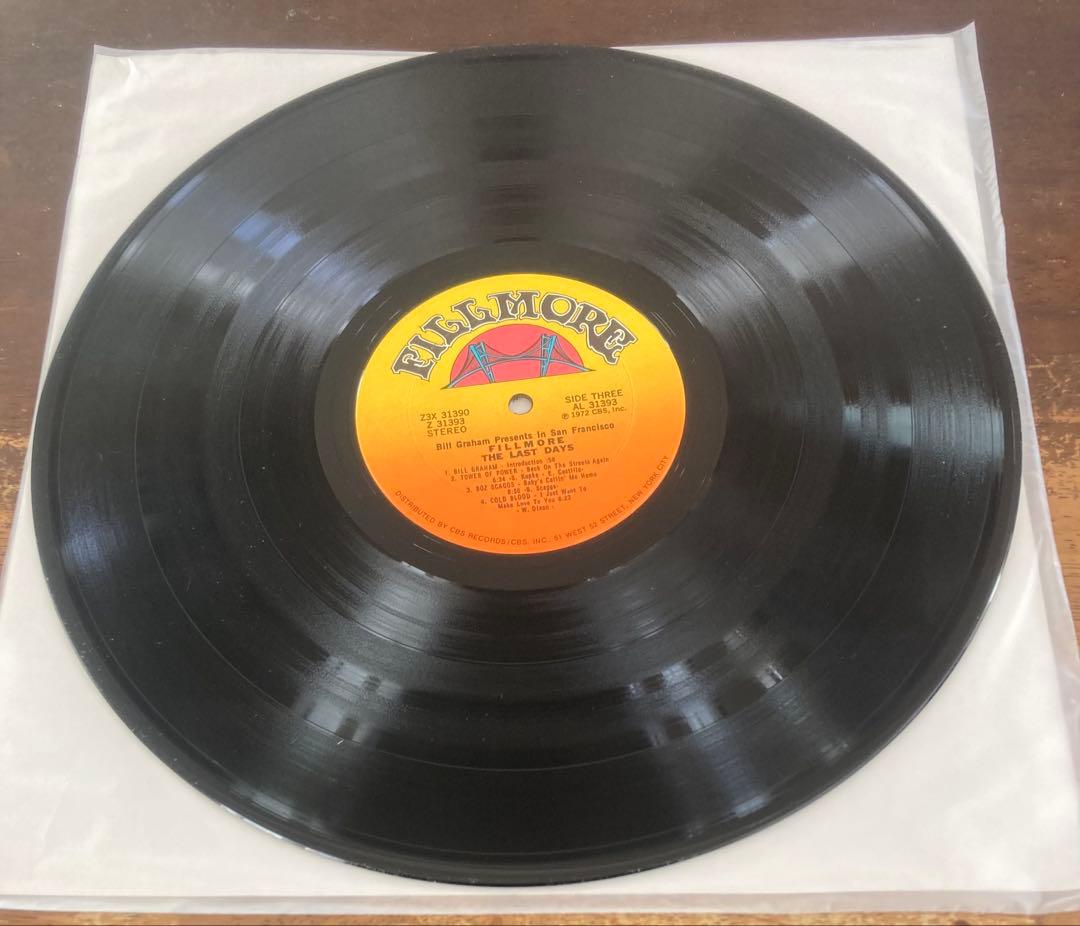 FILLMORE
Z3X 31390
Z 31393
STEREO
SIDE THREE
AL 31393
℗ 1972 CBS, Inc.
Bill Graham Presents in San Francisco
FILLMORE
THE LAST DAYS
1. BILL GRAHAM - Introduction :58
2. TOWER OF POWER - Back On The Streets Again
6:34 -S. Kupka - E. Castillo-
3. BOZ SCAGGS - Baby's Callin' Me Home
8:50 -B. Scaggs-
4. COLD BLOOD - I Just Want To
Make Love To You 6:22
- W. Dixon -
DISTRIBUTED BY CBS RECORDS/CBS, INC., 51 WEST 52 STREET, NEW YORK CITY